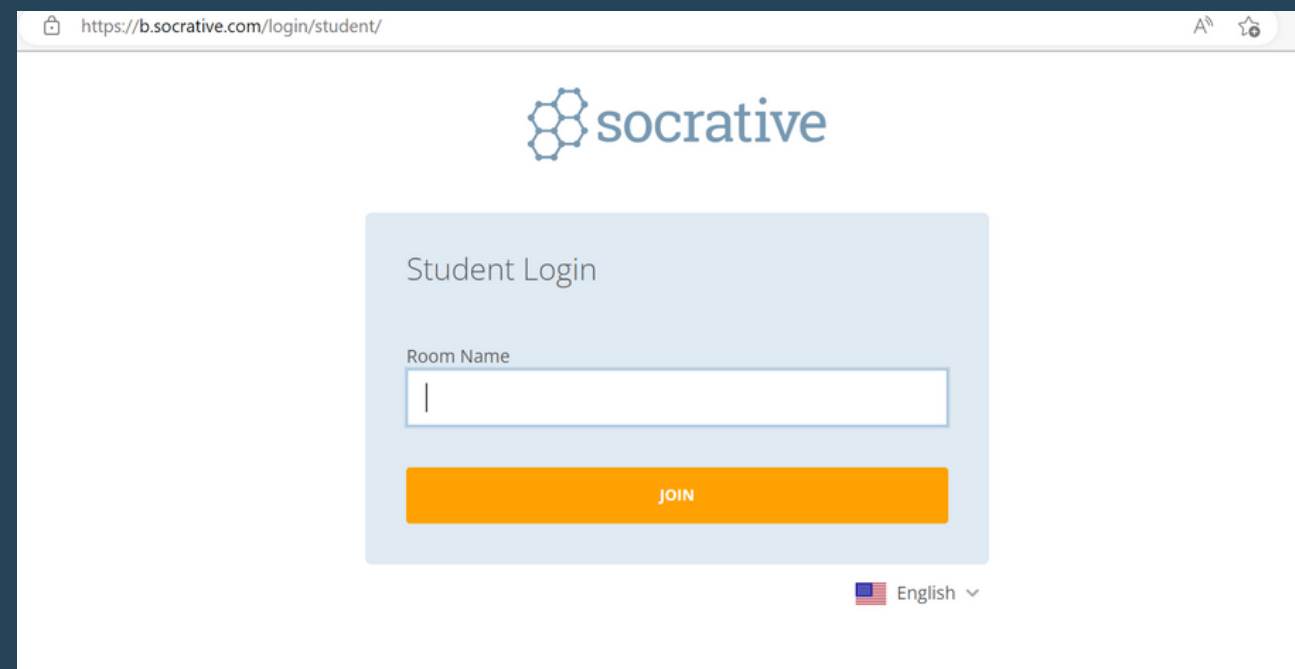 https://b.socrative.com/login/student/
socrative
Student Login
Room Name
JOIN
English